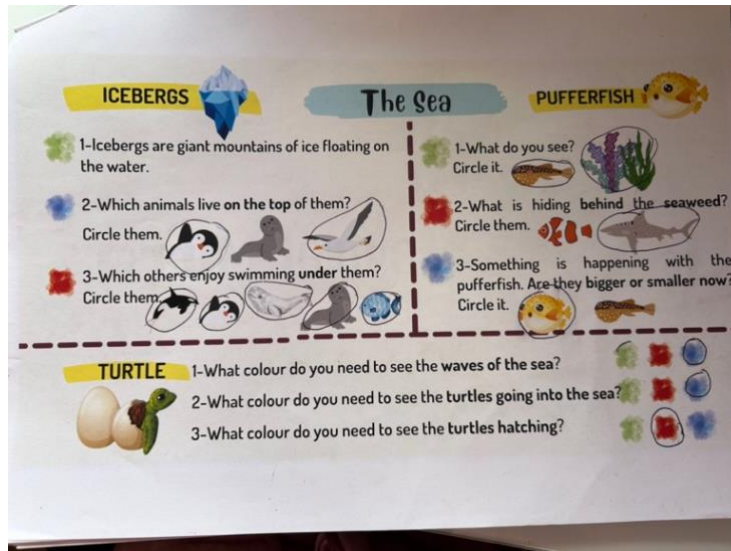 The Sea
ICEBERGS
1-Icebergs are giant mountains of ice floating on
the water.
2-Which animals live on the top of them?
Circle them.
3-Which others enjoy swimming under them?
Circle them.
PUFFERFISH
1-What do you see?
Circle it.
2-What is hiding behind the seaweed?
Circle them.
3-Something is happening with the
pufferfish. Are they bigger or smaller now?
Circle it.
TURTLE
1-What colour do you need to see the waves of the sea?
2-What colour do you need to see the turtles going into the sea?
3-What colour do you need to see the turtles hatching?